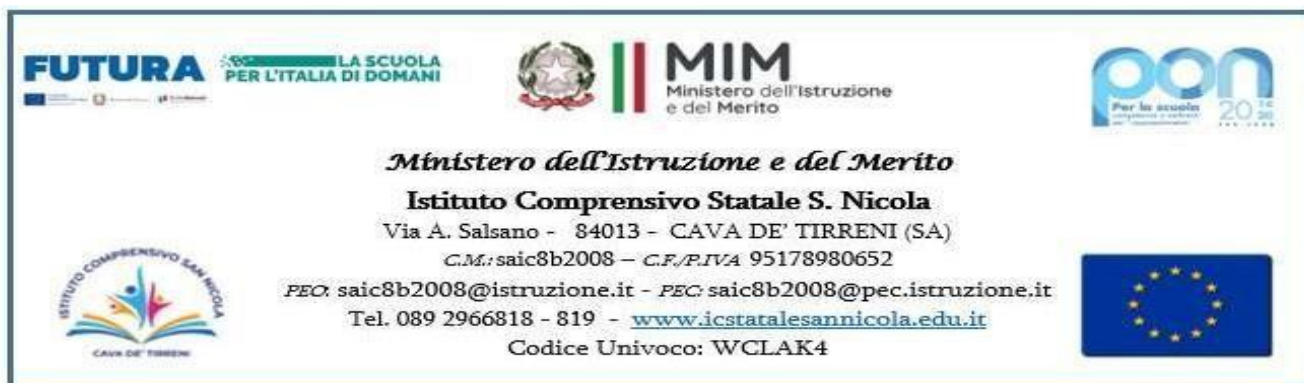 FUTURA
LA SCUOLA
PER L'ITALIA DI DOMANI
MIM
Ministero dell'Istruzione
e del Merito
pon
Per la scuola
Ministero dell'Istruzione e del Merito
Istituto Comprensivo Statale S. Nicola
Via A. Salsano - 84013 - CAVA DE' TIRRENI (SA)
C.M.: saic8b2008 – C.F./P.IVA 95178980652
PEO: saic8b2008@istruzione.it - PEC: saic8b2008@pec.istruzione.it
Tel. 089 2966818 - 819 - www.icstatalesannicola.edu.it
Codice Univoco: WCLAK4
ISTITUTO COMPRENSIVO SAN NICOLA
CAVA DE' TIRRENI